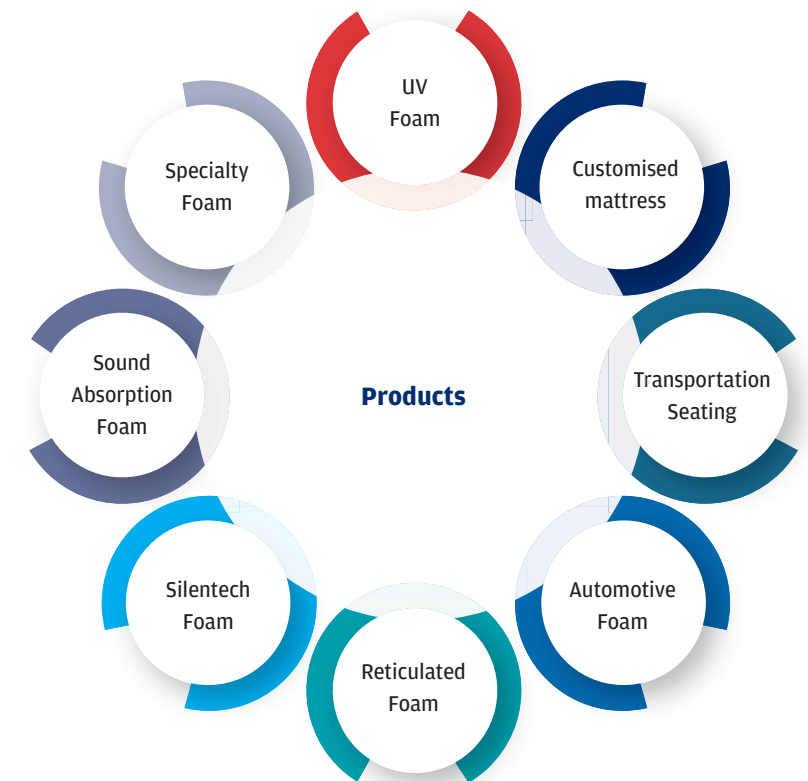 UV
Foam
Customised
mattress
Transportation
Seating
Automotive
Foam
Reticulated
Foam
Silentech
Foam
Sound
Absorption
Foam
Specialty
Foam
Products